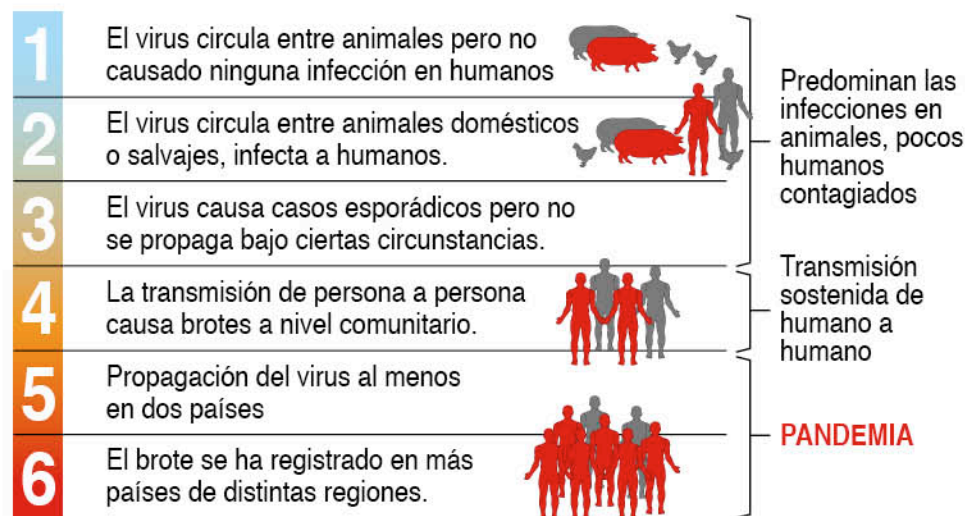 1
El virus circula entre animales pero no
causado ninguna infección en humanos
2
El virus circula entre animales domésticos
o salvajes, infecta a humanos.
3
El virus causa casos esporádicos pero no
se propaga bajo ciertas circunstancias.
Predominan las
infecciones en
animales, pocos
humanos
contagiados
4
La transmisión de persona a persona
causa brotes a nivel comunitario.
Transmisión
sostenida de
humano a
humano
5
Propagación del virus al menos
en dos países
6
El brote se ha registrado en más
países de distintas regiones.
PANDEMIA